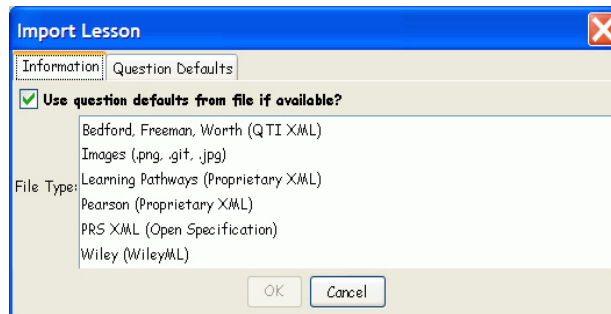 Import Lesson
Information Question Defaults
Use question defaults from file if available?
Bedford, Freeman, Worth (QTI XML)
Images (.png, .git, .jpg)
File Type: Learning Pathways (Proprietary XML)
Pearson (Proprietary XML)
PRS XML (Open Specification)
Wiley (WileyML)
OK Cancel